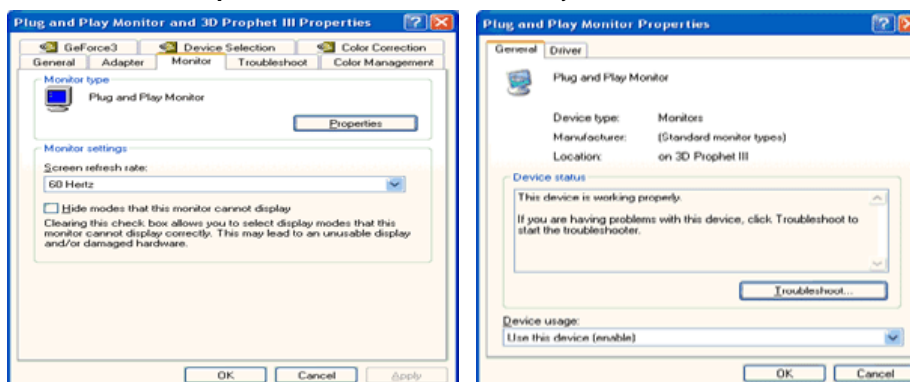 Plug and Play Monitor and 3D Prophet III Properties
GeForce3 Device Selection Color Correction
General Adapter Monitor Troubleshoot Color Management
Monitor type
Plug and Play Monitor
Properties
Monitor settings
Screen refresh rate:
60 Hertz
Hide modes that this monitor cannot display
Clearing this check box allows you to select display modes that this
monitor cannot display correctly. This may lead to an unusable display
and/or damaged hardware.
OK Cancel Apply
Plug and Play Monitor Properties
General Driver
Plug and Play Monitor
Device type: Monitors
Manufacturer: (Standard monitor types)
Location: on 3D Prophet III
Device status
This device is working properly.
If you are having problems with this device, click Troubleshoot to
start the troubleshooter.
Troubleshoot...
Device usage:
Use this device (enable)
OK Cancel